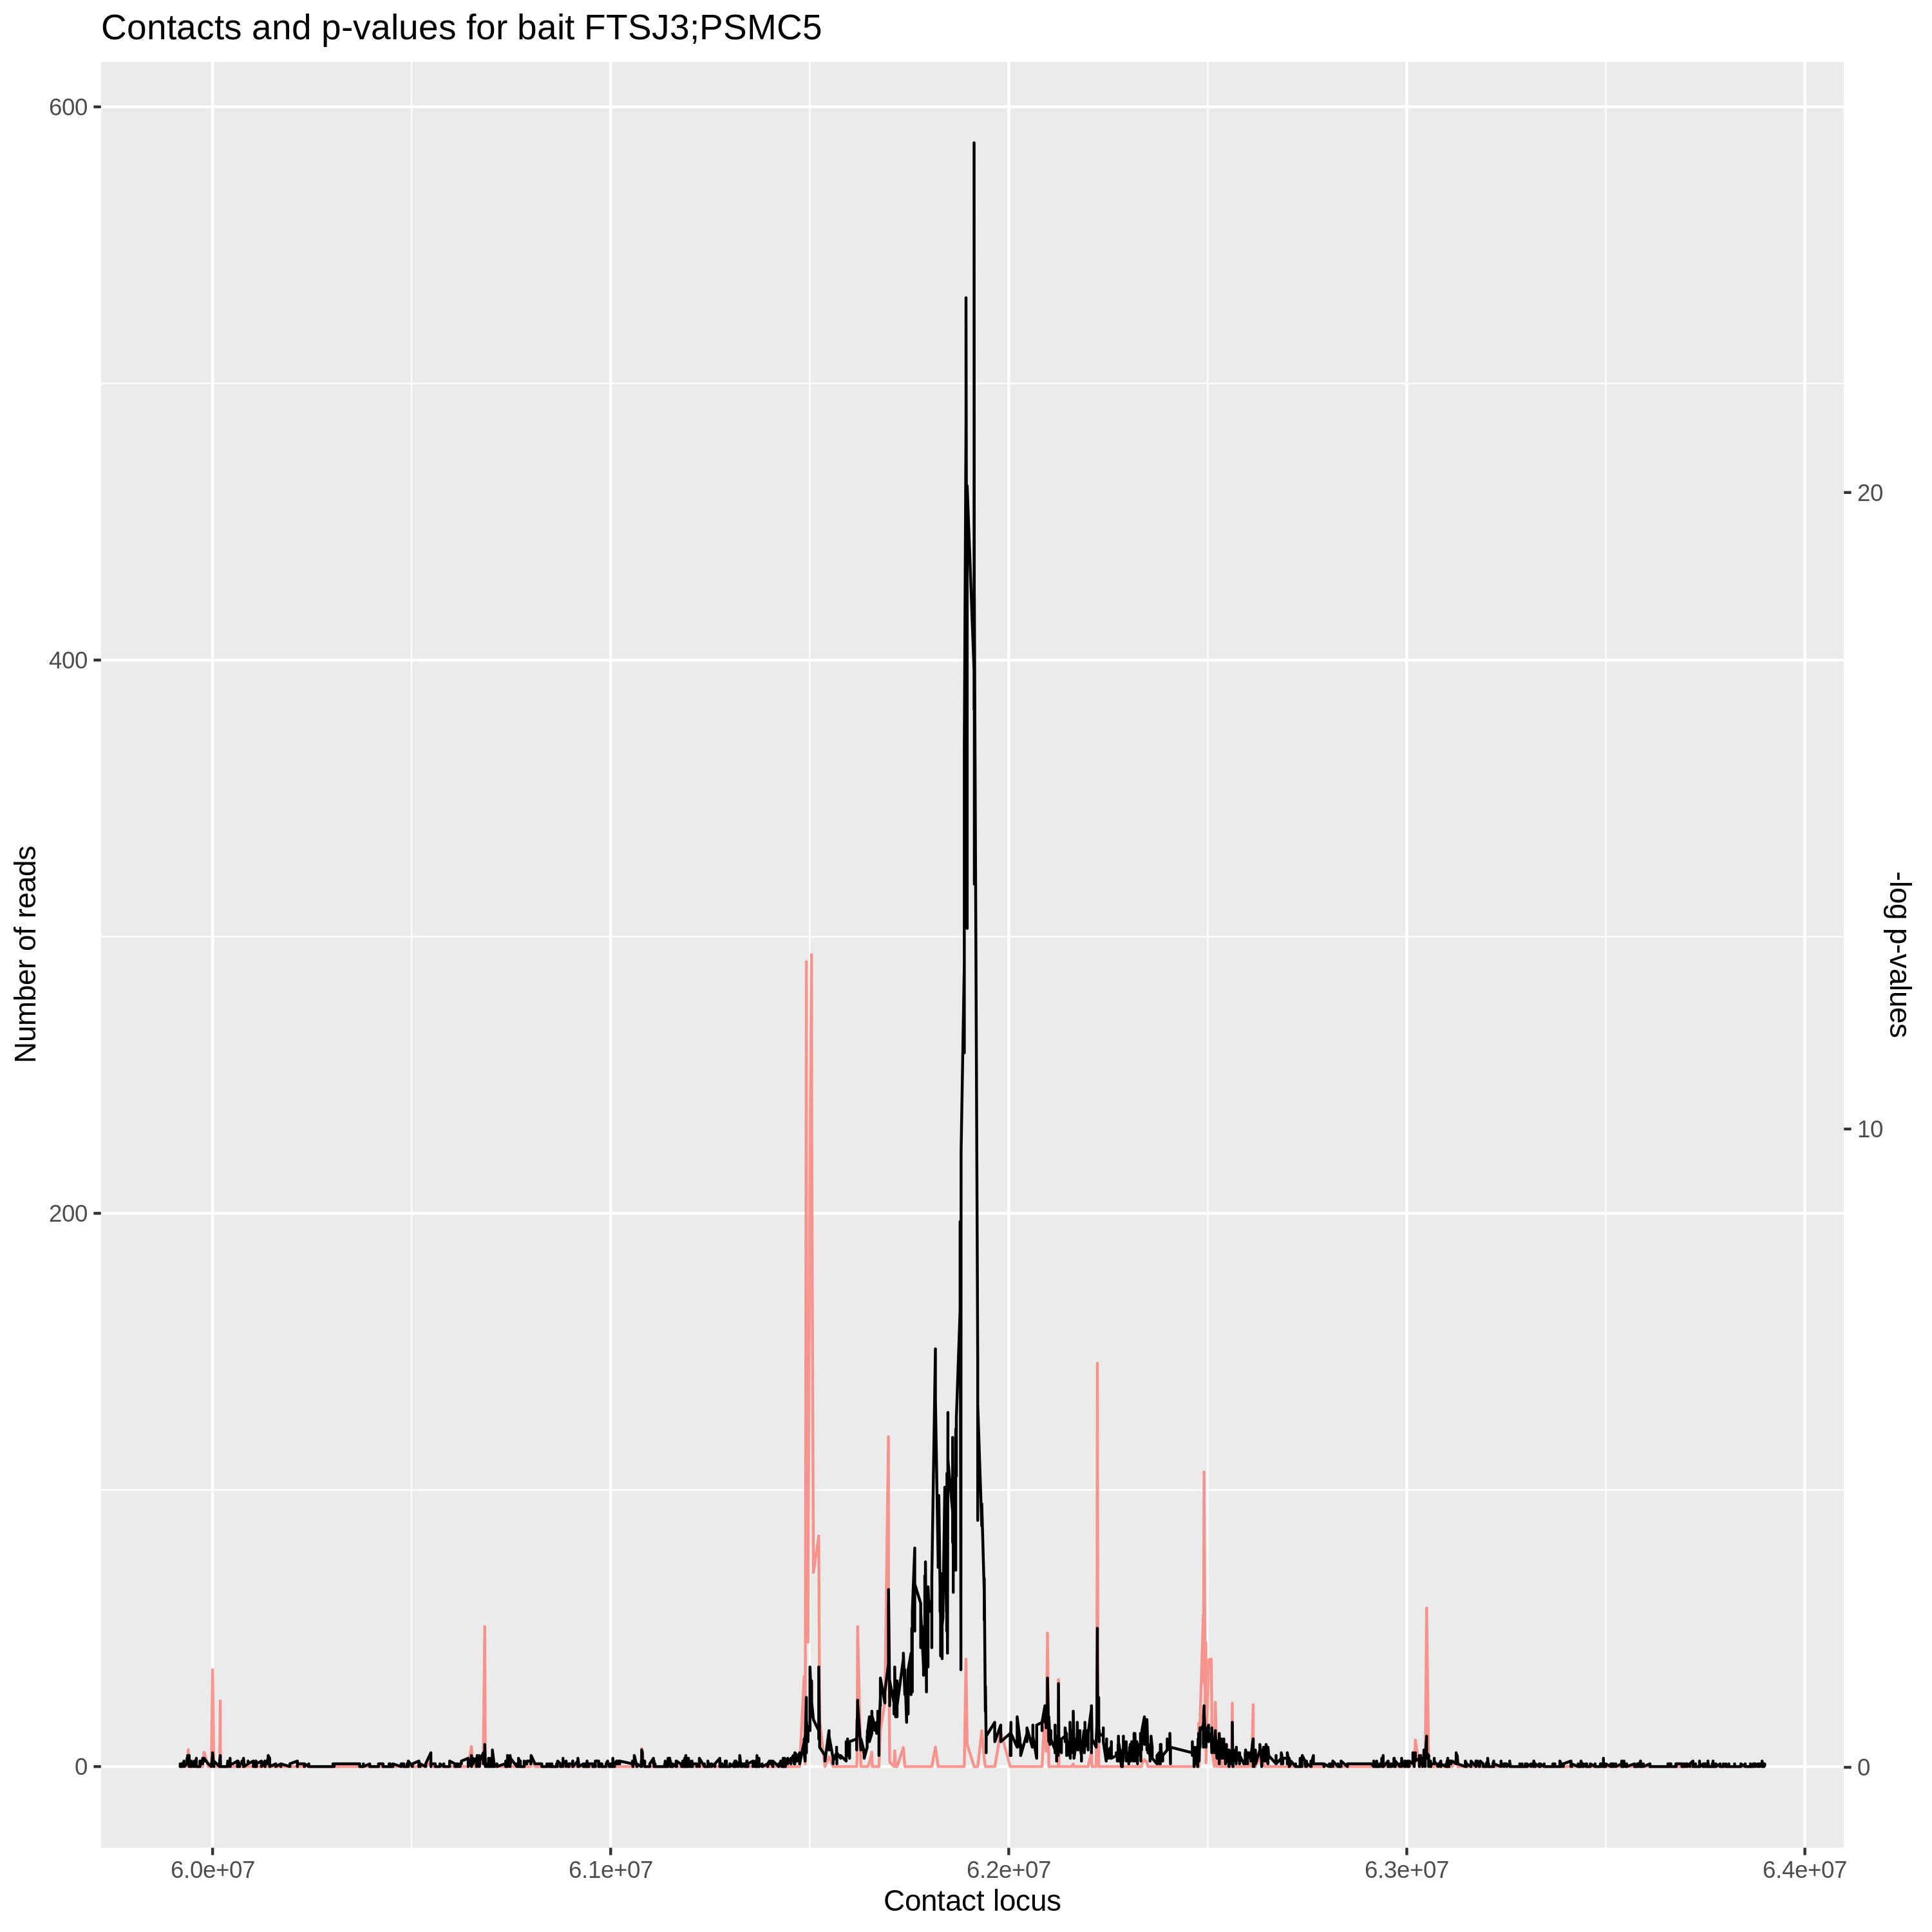 Contacts and p-values for bait FTSJ3;PSMC5
600
400
200
0
Number of reads
20
10
0
-log p-values
6.0e+07
6.1e+07
6.2e+07
6.3e+07
6.4e+07
Contact locus